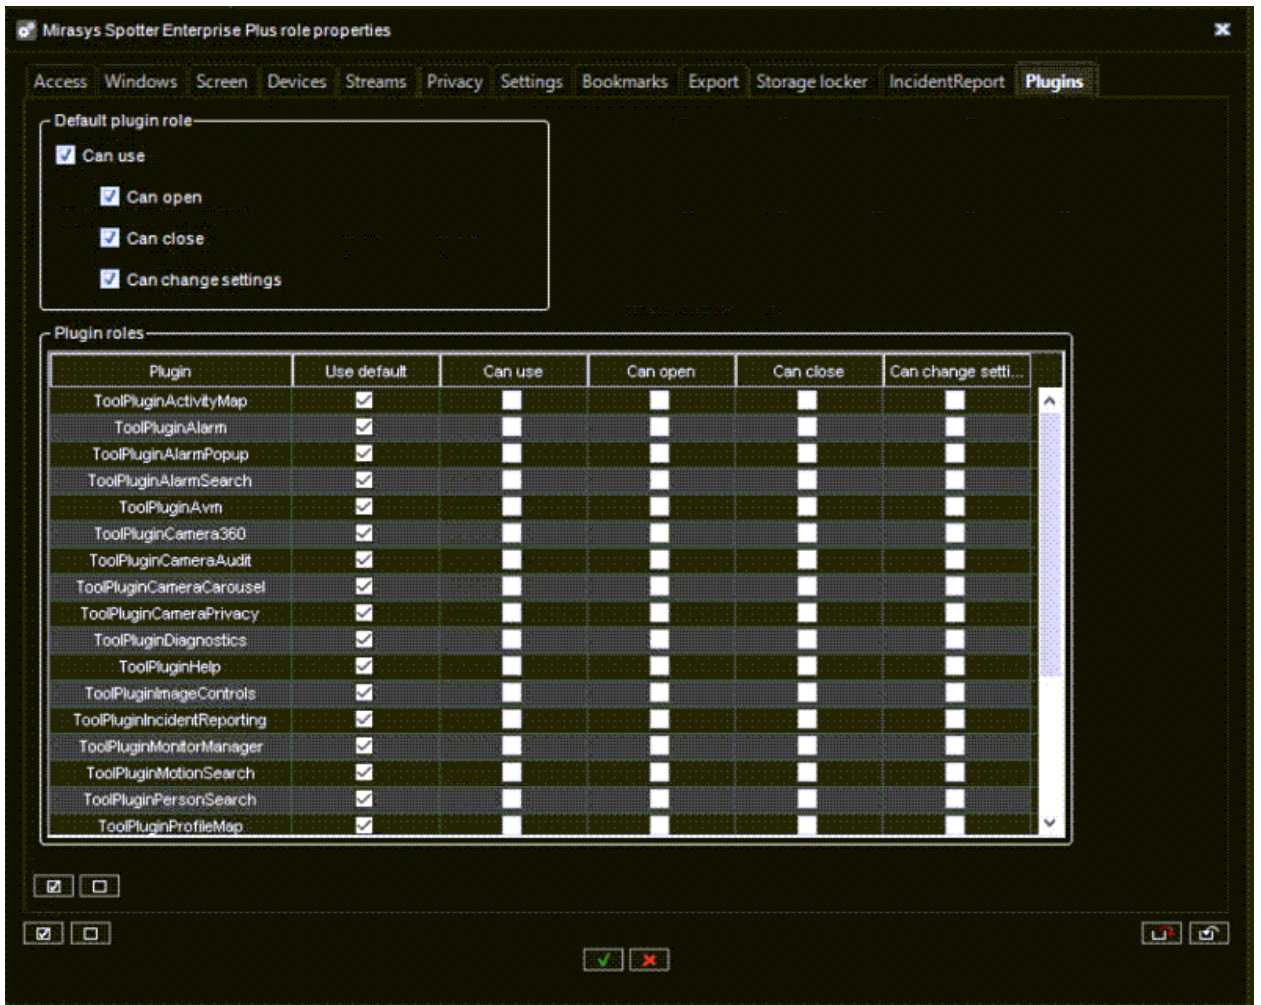 Mirasys Spotter Enterprise Plus role properties
Access Windows Screen Devices Streams Privacy Settings Bookmarks Export Storage locker IncidentReport Plugins
Default plugin role
Can use
Can open
Can close
Can change settings
Plugin roles
Plugin Use default Can use Can open Can close Can change setti...
ToolPluginActivityMap
ToolPluginAlarm
ToolPluginAlarmPopup
ToolPluginAlarmSearch
ToolPluginAvm
ToolPluginCamera360
ToolPluginCameraAudit
ToolPluginCameraCarousel
ToolPluginCameraPrivacy
ToolPluginDiagnostics
ToolPluginHelp
ToolPluginImageControls
ToolPluginIncidentReporting
ToolPluginMonitorManager
ToolPluginMotionSearch
ToolPluginPersonSearch
ToolPluginProfileMap